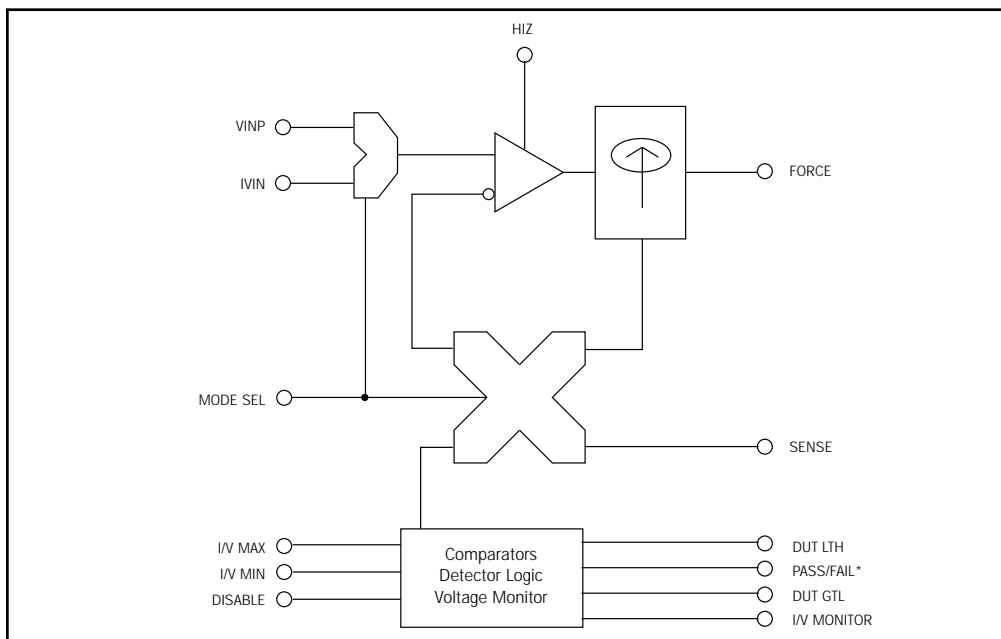 HIZ
VINP
IVIN
FORCE
MODE SEL
SENSE
I/V MAX
I/V MIN
DISABLE
Comparators
Detector Logic
Voltage Monitor
DUT LTH
PASS/FAIL*
DUT GTL
I/V MONITOR